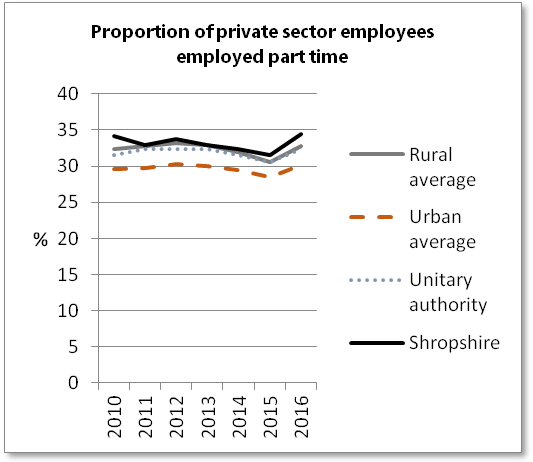 Proportion of private sector employees
employed part time
40
35
30
25
20
15
10
5
0
%
2010
2011
2012
2013
2014
2015
2016
Rural
average
Urban
average
Unitary
authority
Shropshire